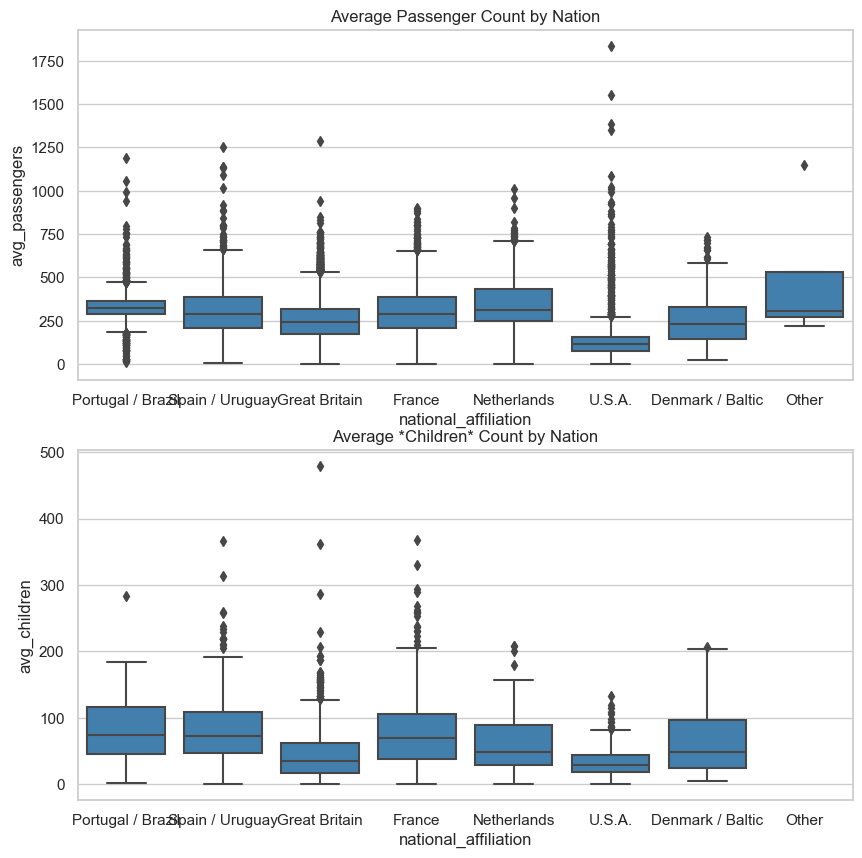 Average Passenger Count by Nation
avg_passengers
1750
1500
1250
1000
750
500
250
0
Portugal / Brazil Spain / Uruguay Great Britain France Netherlands U.S.A. Denmark / Baltic Other
national_affiliation
Average *Children* Count by Nation
avg_children
500
400
300
200
100
0
Portugal / Brazil Spain / Uruguay Great Britain France Netherlands U.S.A. Denmark / Baltic Other
national_affiliation